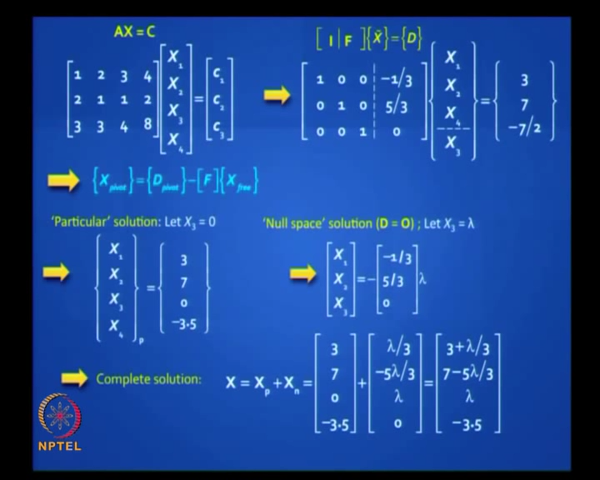 AX = C
[ I | F ]{X̄}={D}
[1 2 3 4; 2 1 1 2; 3 3 4 8] [X₁; X₂; X₃; X₄] = [c₁; c₂; c₃]
[1 0 0 ¦ −1/3; 0 1 0 ¦ 5/3; 0 0 1 ¦ 0] {X₁; X₂; X₄; X₃} = {3; 7; −7/2}
{X_pivot}={D_pivot}−[F]{X_free}
'Particular' solution: Let X₃ = 0
'Null space' solution (D = O) ; Let X₃ = λ
{X₁; X₂; X₃; X₄}p = {3; 7; 0; −3·5}
[X₁; X₂; X₃] = −[−1/3; 5/3; 0] λ
Complete solution: X = Xp + Xn = [3; 7; 0; −3·5] + [λ/3; −5λ/3; λ; 0] = [3+λ/3; 7−5λ/3; λ; −3·5]
NPTEL